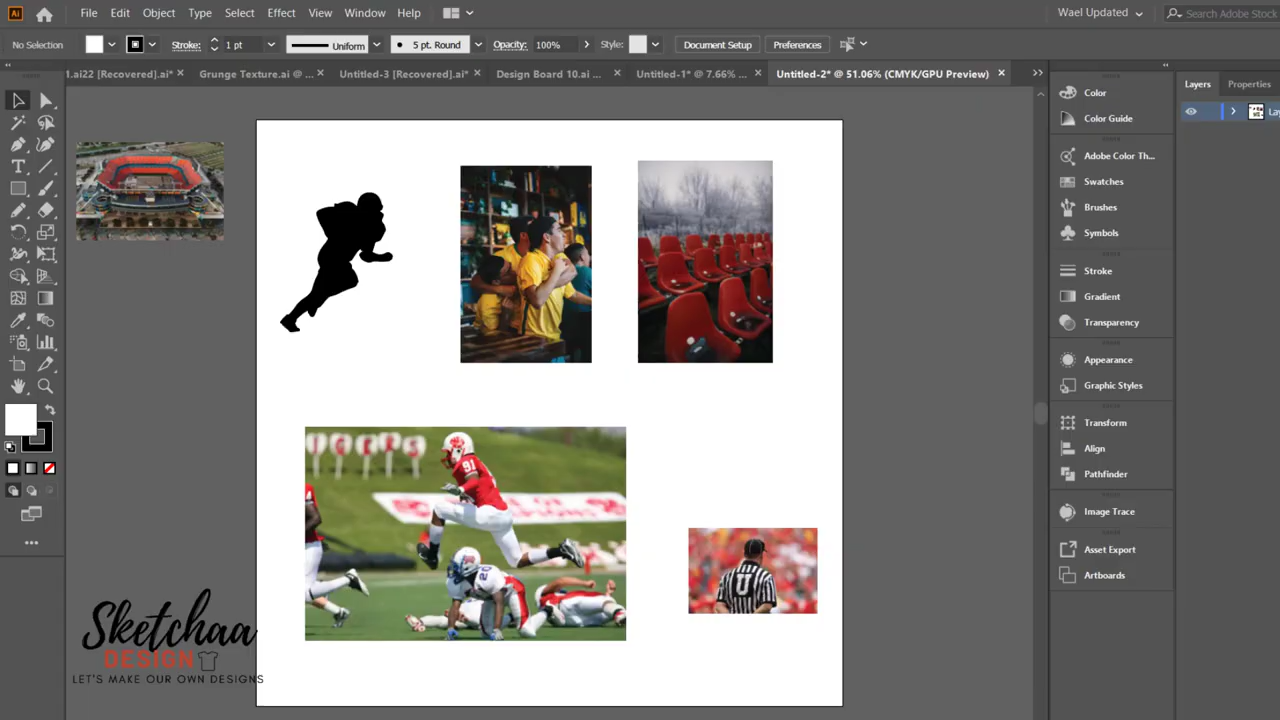 Ai File Edit Object Type Select Effect View Window Help Wael Updated Search Adobe Stock
No Selection Stroke: 1 pt Uniform 5 pt. Round Opacity: 100% Style: Document Setup Preferences
1.ai22 [Recovered].ai* × Grunge Texture.ai @ ... × Untitled-3 [Recovered].ai* × Design Board 10.ai ... × Untitled-1* @ 7.66% ... × Untitled-2* @ 51.06% (CMYK/GPU Preview) ×
Layers Properties
Color
Lay
Color Guide
Adobe Color Th...
Swatches
Brushes
Symbols
Stroke
Gradient
Transparency
Appearance
Graphic Styles
Transform
Align
Pathfinder
Image Trace
Asset Export
Artboards
IGERS
91
20
U
Sketchaa
DESIGN
LET'S MAKE OUR OWN DESIGNS